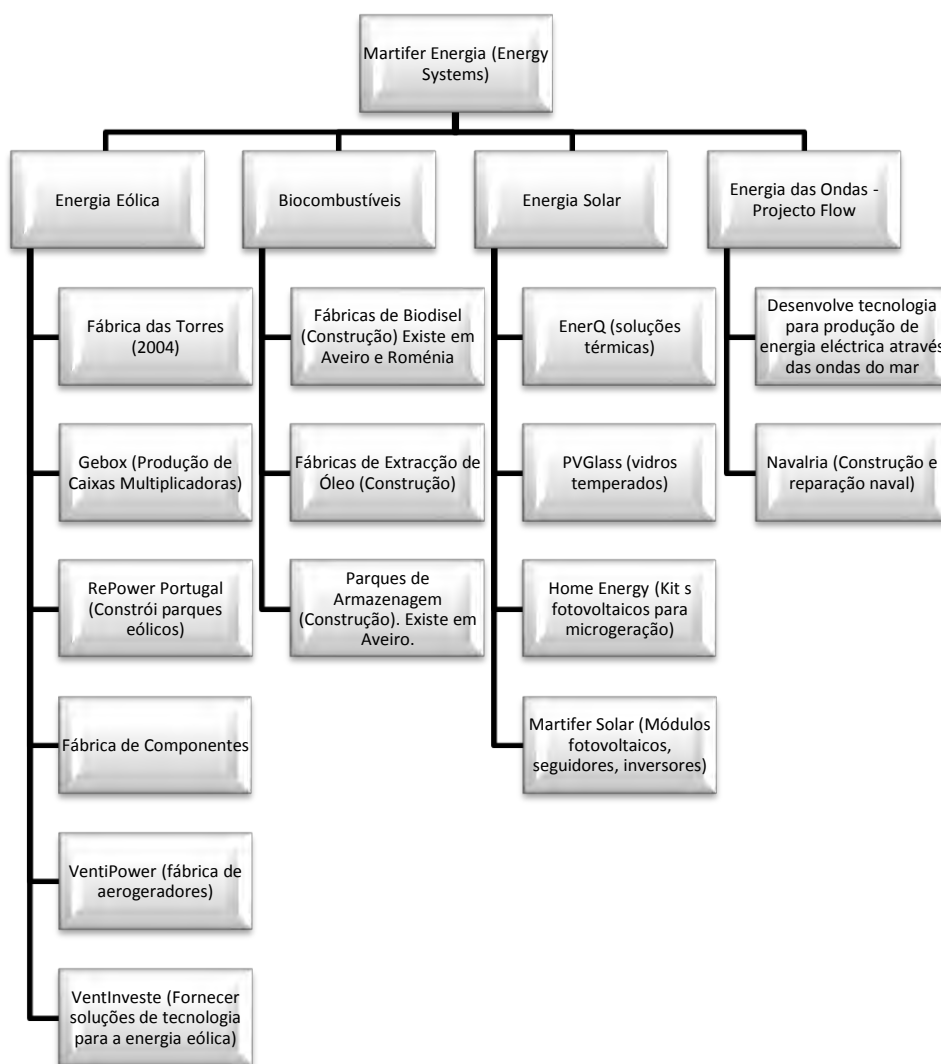 Martifer Energia (Energy
Systems)
Energia Eólica
Fábrica das Torres
(2004)
Gebox (Produção de
Caixas Multiplicadoras)
RePower Portugal
(Constrói parques
eólicos)
Fábrica de Componentes
VentiPower (fábrica de
aerogeradores)
VentInveste (Fornecer
soluções de tecnologia
para a energia eólica)
Biocombustíveis
Fábricas de Biodisel
(Construção) Existe em
Aveiro e Roménia
Fábricas de Extracção de
Óleo (Construção)
Parques de
Armazenagem
(Construção). Existe em
Aveiro.
Energia Solar
EnerQ (soluções
térmicas)
PVGlass (vidros
temperados)
Home Energy (Kit s
fotovoltaicos para
microgeração)
Martifer Solar (Módulos
fotovoltaicos,
seguidores, inversores)
Energia das Ondas -
Projecto Flow
Desenvolve tecnologia
para produção de
energia eléctrica através
das ondas do mar
Navalria (Construção e
reparação naval)